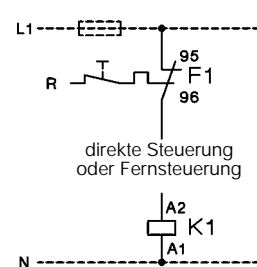 L1
95
F1
R
96
direkte Steuerung
oder Fernsteuerung
A2
K1
A1
N